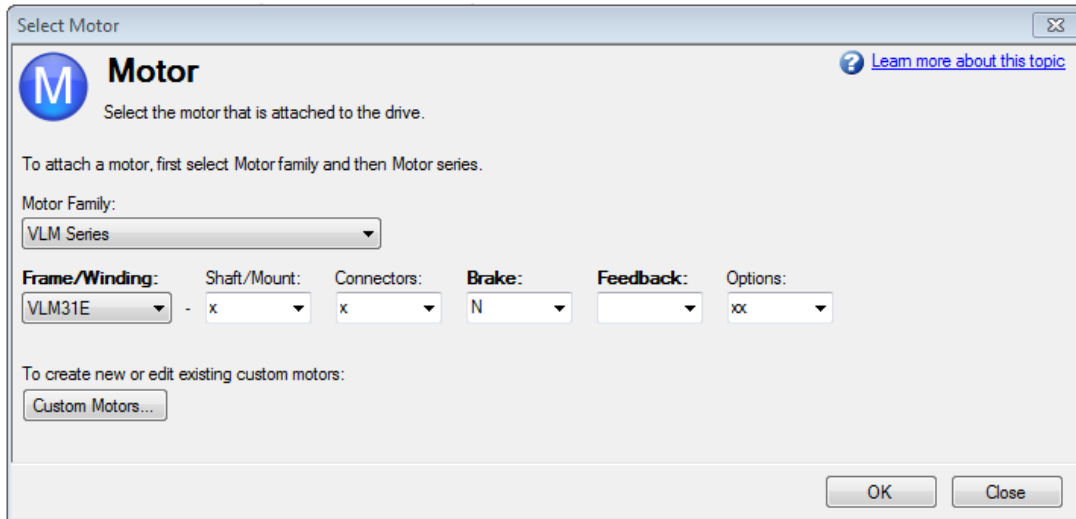 Select Motor
M
Motor
? Learn more about this topic
Select the motor that is attached to the drive.
To attach a motor, first select Motor family and then Motor series.
Motor Family:
VLM Series
Frame/Winding: Shaft/Mount: Connectors: Brake: Feedback: Options:
VLM31E - x x N xx
To create new or edit existing custom motors:
Custom Motors...
OK Close